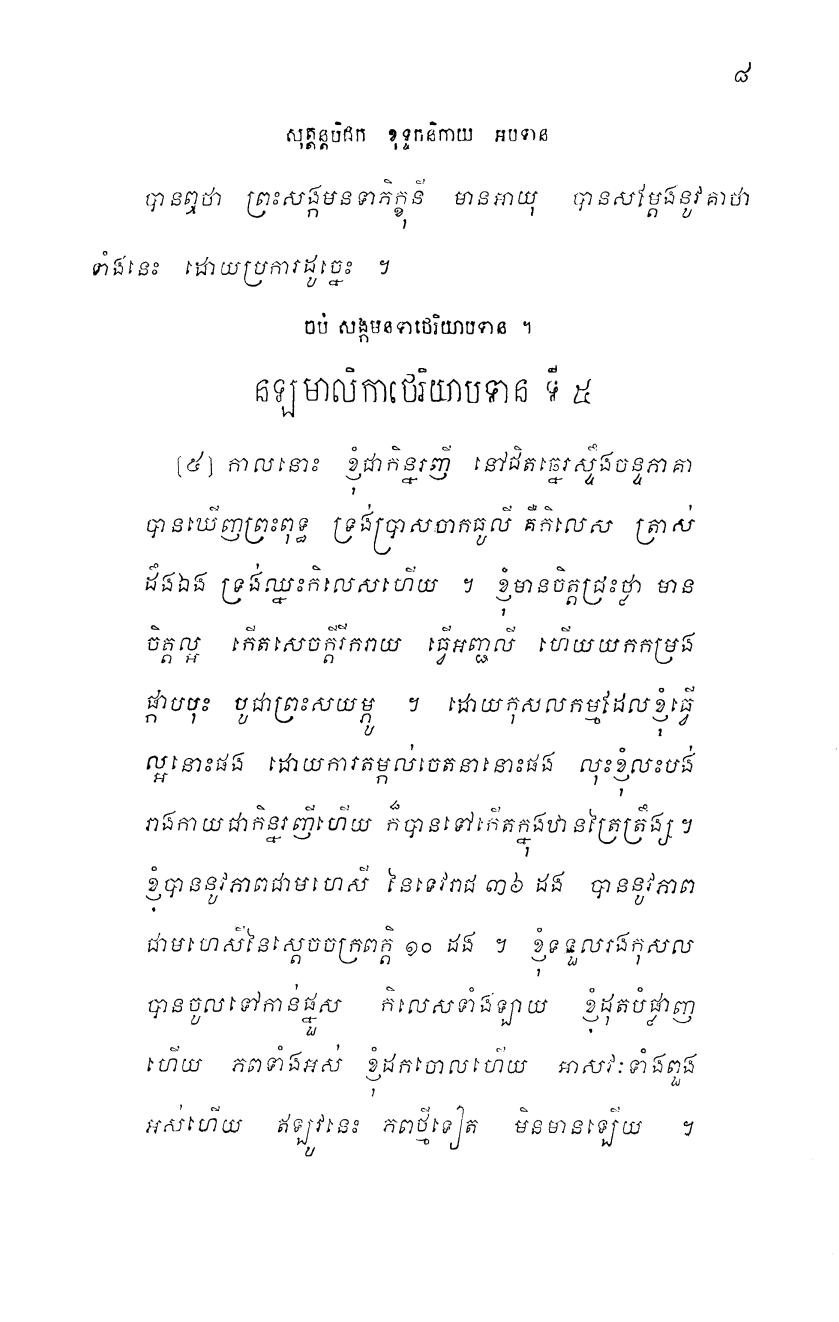 ៨
សុត្តន្តបិដក ខុទ្ទកនិកាយ អបទាន
បានឮថា ព្រះសង្កមនទាភិក្ខុនី មានអាយុ បានសម្តែងនូវគាថា
ទាំងនេះ ដោយប្រការដូច្នេះ ។
ចប់ សង្កមនទាថេរិយាបទាន ។
នឡមាលិកាថេរិយាបទាន ទី ៥
[៥] កាលនោះ ខ្ញុំជាកិន្នរញី នៅជិតឆ្នេរស្ទឹងចន្ទភាគា
បានឃើញព្រះពុទ្ធ ទ្រង់ប្រាសចាកធូលី គឺកិលេស ត្រាស់
ដឹងឯង ទ្រង់ឈ្នះកិលេសហើយ ។ ខ្ញុំមានចិត្តជ្រះថ្លា មាន
ចិត្តល្អ កើតសេចក្តីរីករាយ ធ្វើអញ្ជលី ហើយយកកម្រង
ផ្កាបបុះ បូជាព្រះសយម្ភូ ។ ដោយកុសលកម្មដែលខ្ញុំធ្វើ
ល្អនោះផង ដោយការតម្កល់ចេតនានោះផង លុះខ្ញុំលះបង់
រាងកាយជាកិន្នរញីហើយ ក៏បានទៅកើតក្នុងឋានត្រៃត្រឹង្ស ។
ខ្ញុំបាននូវភាពជាមហេសី នៃទេវរាជ ៣៦ ដង បាននូវភាព
ជាមហេសីនៃស្តេចចក្រពត្តិ ១០ ដង ។ ខ្ញុំទទួលរងកុសល
បានចូលទៅកាន់ផ្នួស កិលេសទាំងឡាយ ខ្ញុំដុតបំផ្លាញ
ហើយ ភពទាំងអស់ ខ្ញុំដកចោលហើយ អាសវៈទាំងពួង
អស់ហើយ ឥឡូវនេះ ភពថ្មីទៀត មិនមានឡើយ ។